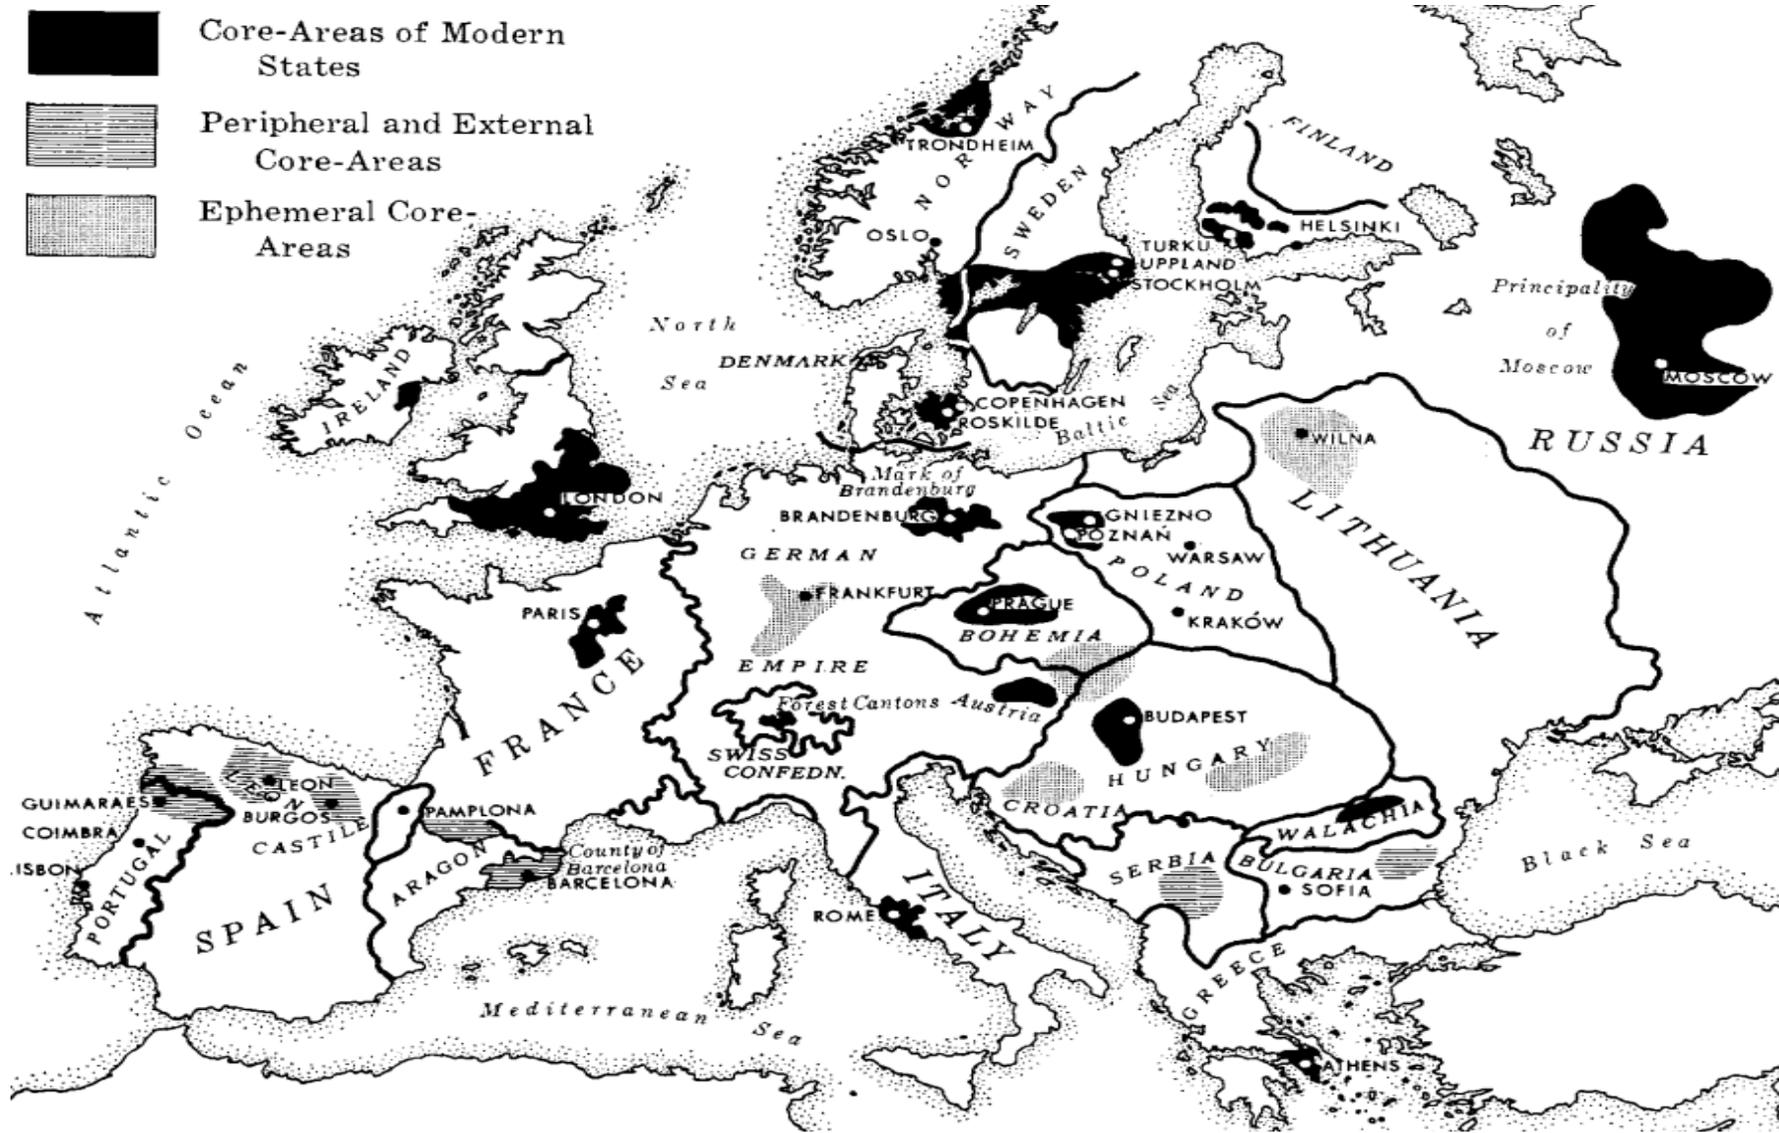 Core-Areas of Modern
States
Peripheral and External
Core-Areas
Ephemeral Core-
Areas
NORWAY
TRONDHEIM
OSLO
SWEDEN
FINLAND
HELSINKI
TURKU
UPPLAND
STOCKHOLM
Principality
of
Moscow
MOSCOW
RUSSIA
North
Sea
DENMARK
COPENHAGEN
ROSKILDE
Baltic
Sea
Atlantic Ocean
IRELAND
LONDON
Mark of
Brandenburg
BRANDENBURG
GERMAN
EMPIRE
FRANKFURT
GNIEZNO
POZNAŃ
WARSAW
POLAND
KRAKÓW
WILNA
LITHUANIA
PRAGUE
BOHEMIA
PARIS
FRANCE
Forest Cantons
Austria
SWISS
CONFEDN.
BUDAPEST
HUNGARY
CROATIA
WALACHIA
SERBIA
BULGARIA
SOFIA
Black Sea
GUIMARAES
COIMBRA
.ISBON
PORTUGAL
LEON
LEON
BURGOS
CASTILE
SPAIN
PAMPLONA
ARAGON
County of
Barcelona
BARCELONA
ROME
ITALY
Mediterranean
Sea
GREECE
ATHENS